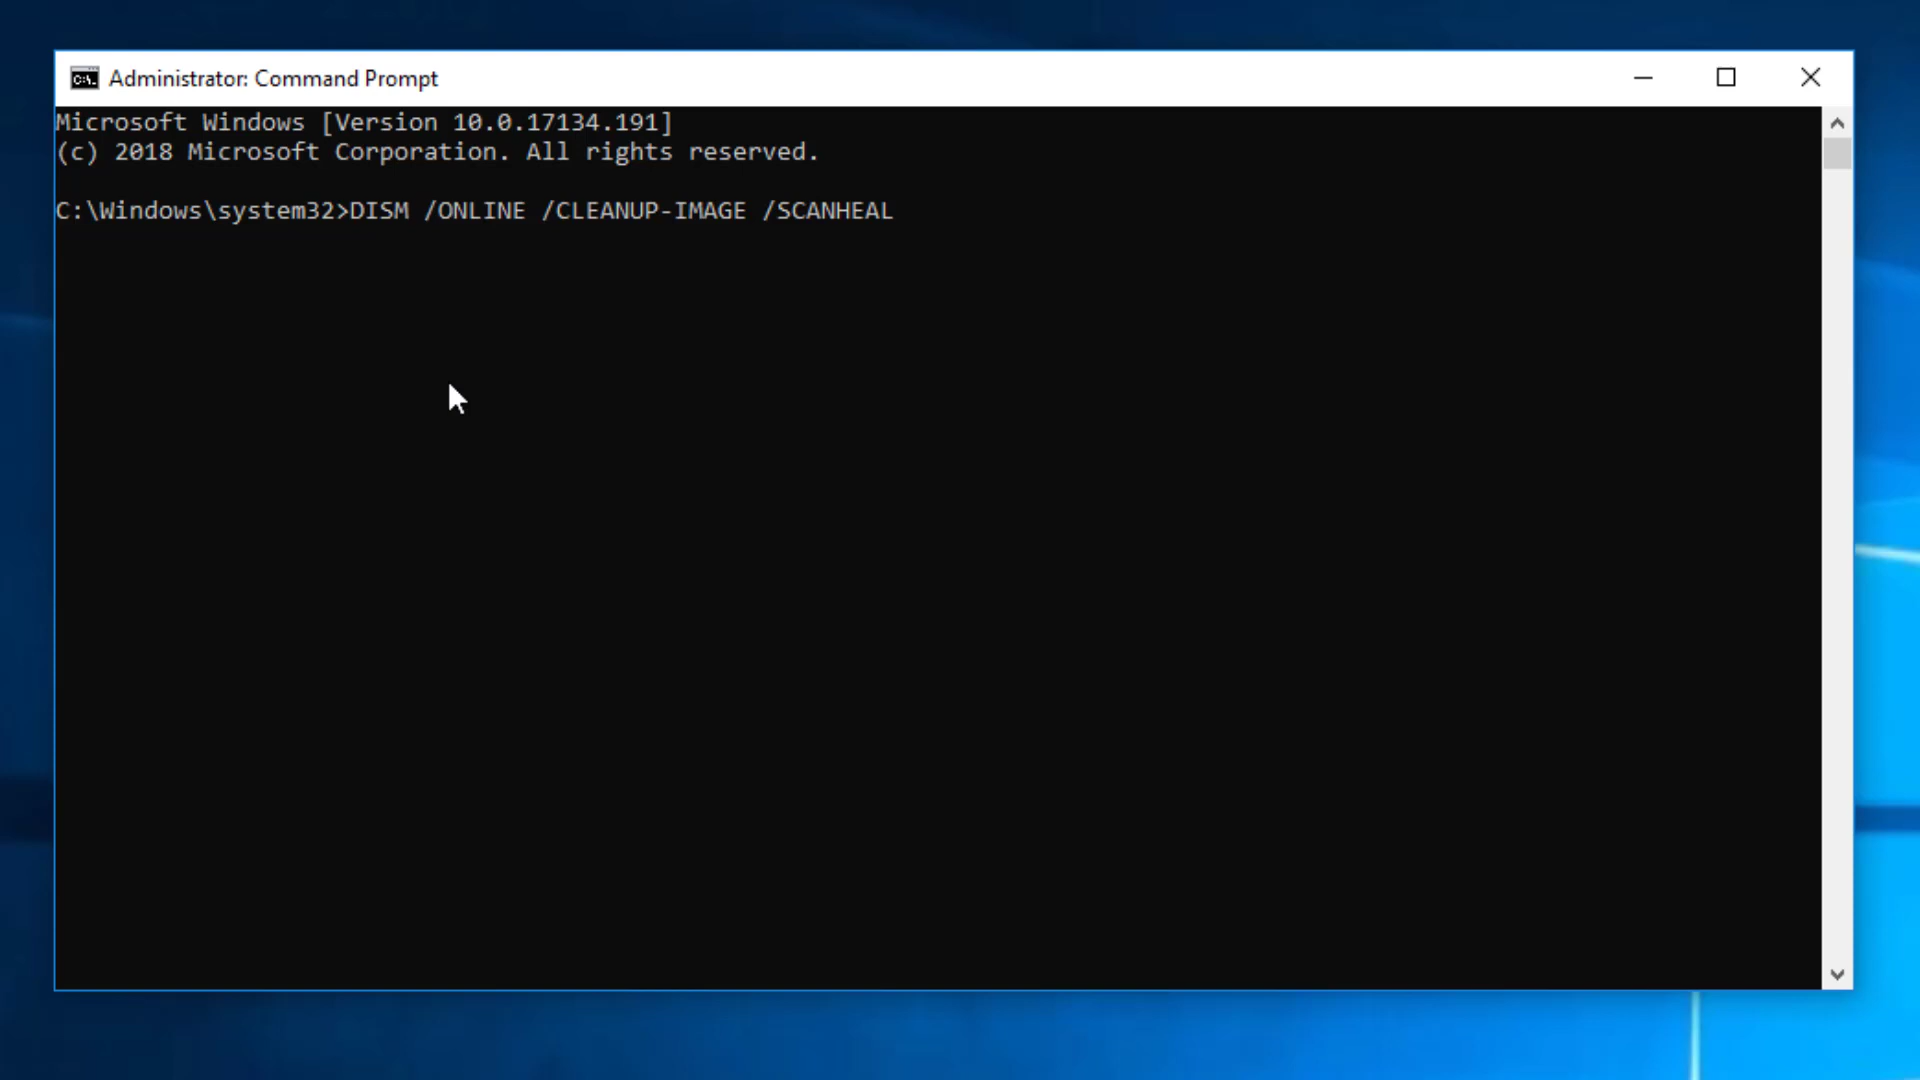 Administrator: Command Prompt
Microsoft Windows [Version 10.0.17134.191]
(c) 2018 Microsoft Corporation. All rights reserved.
C:\Windows\system32>DISM /ONLINE /CLEANUP-IMAGE /SCANHEAL